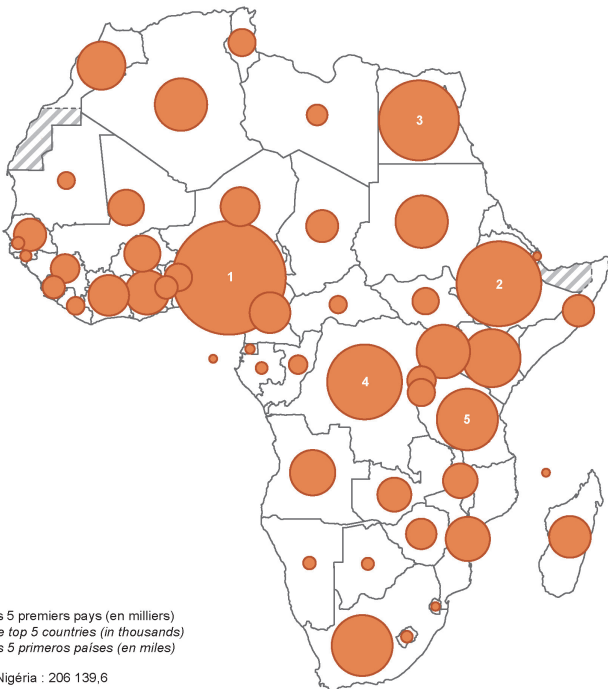 3
1
2
4
5
s 5 premiers pays (en milliers)
e top 5 countries (in thousands)
s 5 primeros países (en miles)
Nigéria : 206 139,6